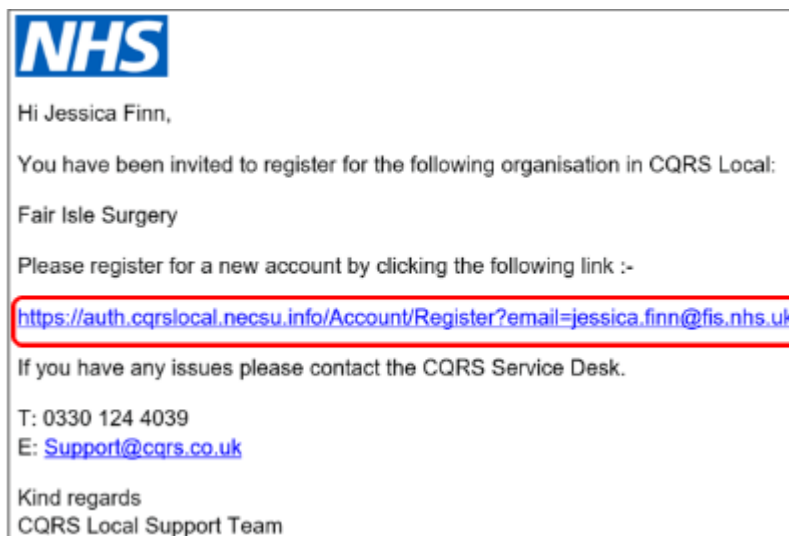 NHS
Hi Jessica Finn,
You have been invited to register for the following organisation in CQRS Local:
Fair Isle Surgery
Please register for a new account by clicking the following link :-
https://auth.cqrslocal.necsu.info/Account/Register?email=jessica.finn@fis.nhs.uk
If you have any issues please contact the CQRS Service Desk.
T: 0330 124 4039
E: Support@cqrs.co.uk
Kind regards
CQRS Local Support Team